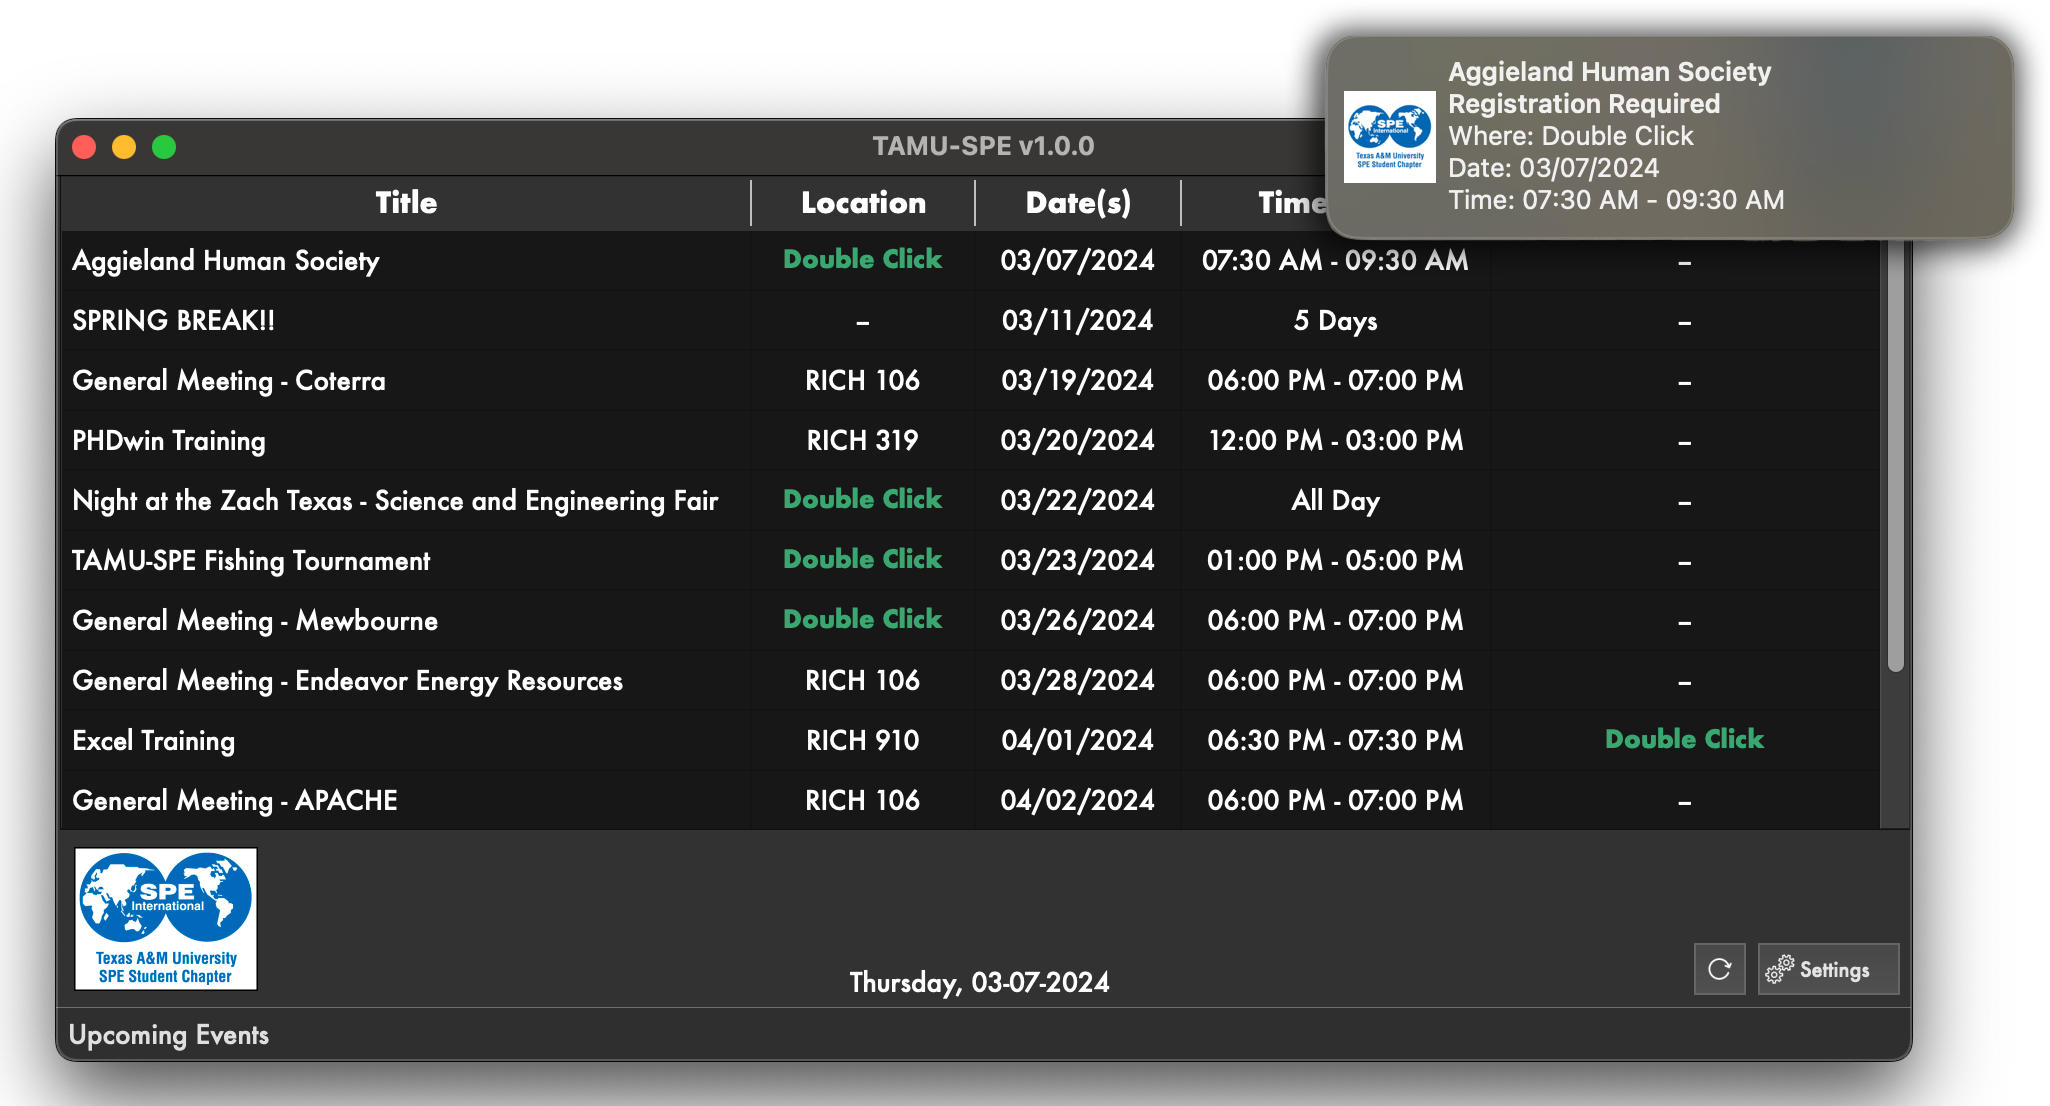 Aggieland Human Society
Registration Required
Where: Double Click
Date: 03/07/2024
Time: 07:30 AM - 09:30 AM
SPE
International
Texas A&M University
SPE Student Chapter
TAMU-SPE v1.0.0
Title Location Date(s) Time
Aggieland Human Society Double Click 03/07/2024 07:30 AM - 09:30 AM –
SPRING BREAK!! – 03/11/2024 5 Days –
General Meeting - Coterra RICH 106 03/19/2024 06:00 PM - 07:00 PM –
PHDwin Training RICH 319 03/20/2024 12:00 PM - 03:00 PM –
Night at the Zach Texas - Science and Engineering Fair Double Click 03/22/2024 All Day –
TAMU-SPE Fishing Tournament Double Click 03/23/2024 01:00 PM - 05:00 PM –
General Meeting - Mewbourne Double Click 03/26/2024 06:00 PM - 07:00 PM –
General Meeting - Endeavor Energy Resources RICH 106 03/28/2024 06:00 PM - 07:00 PM –
Excel Training RICH 910 04/01/2024 06:30 PM - 07:30 PM Double Click
General Meeting - APACHE RICH 106 04/02/2024 06:00 PM - 07:00 PM –
SPE
International
Texas A&M University
SPE Student Chapter
Thursday, 03-07-2024
Settings
Upcoming Events